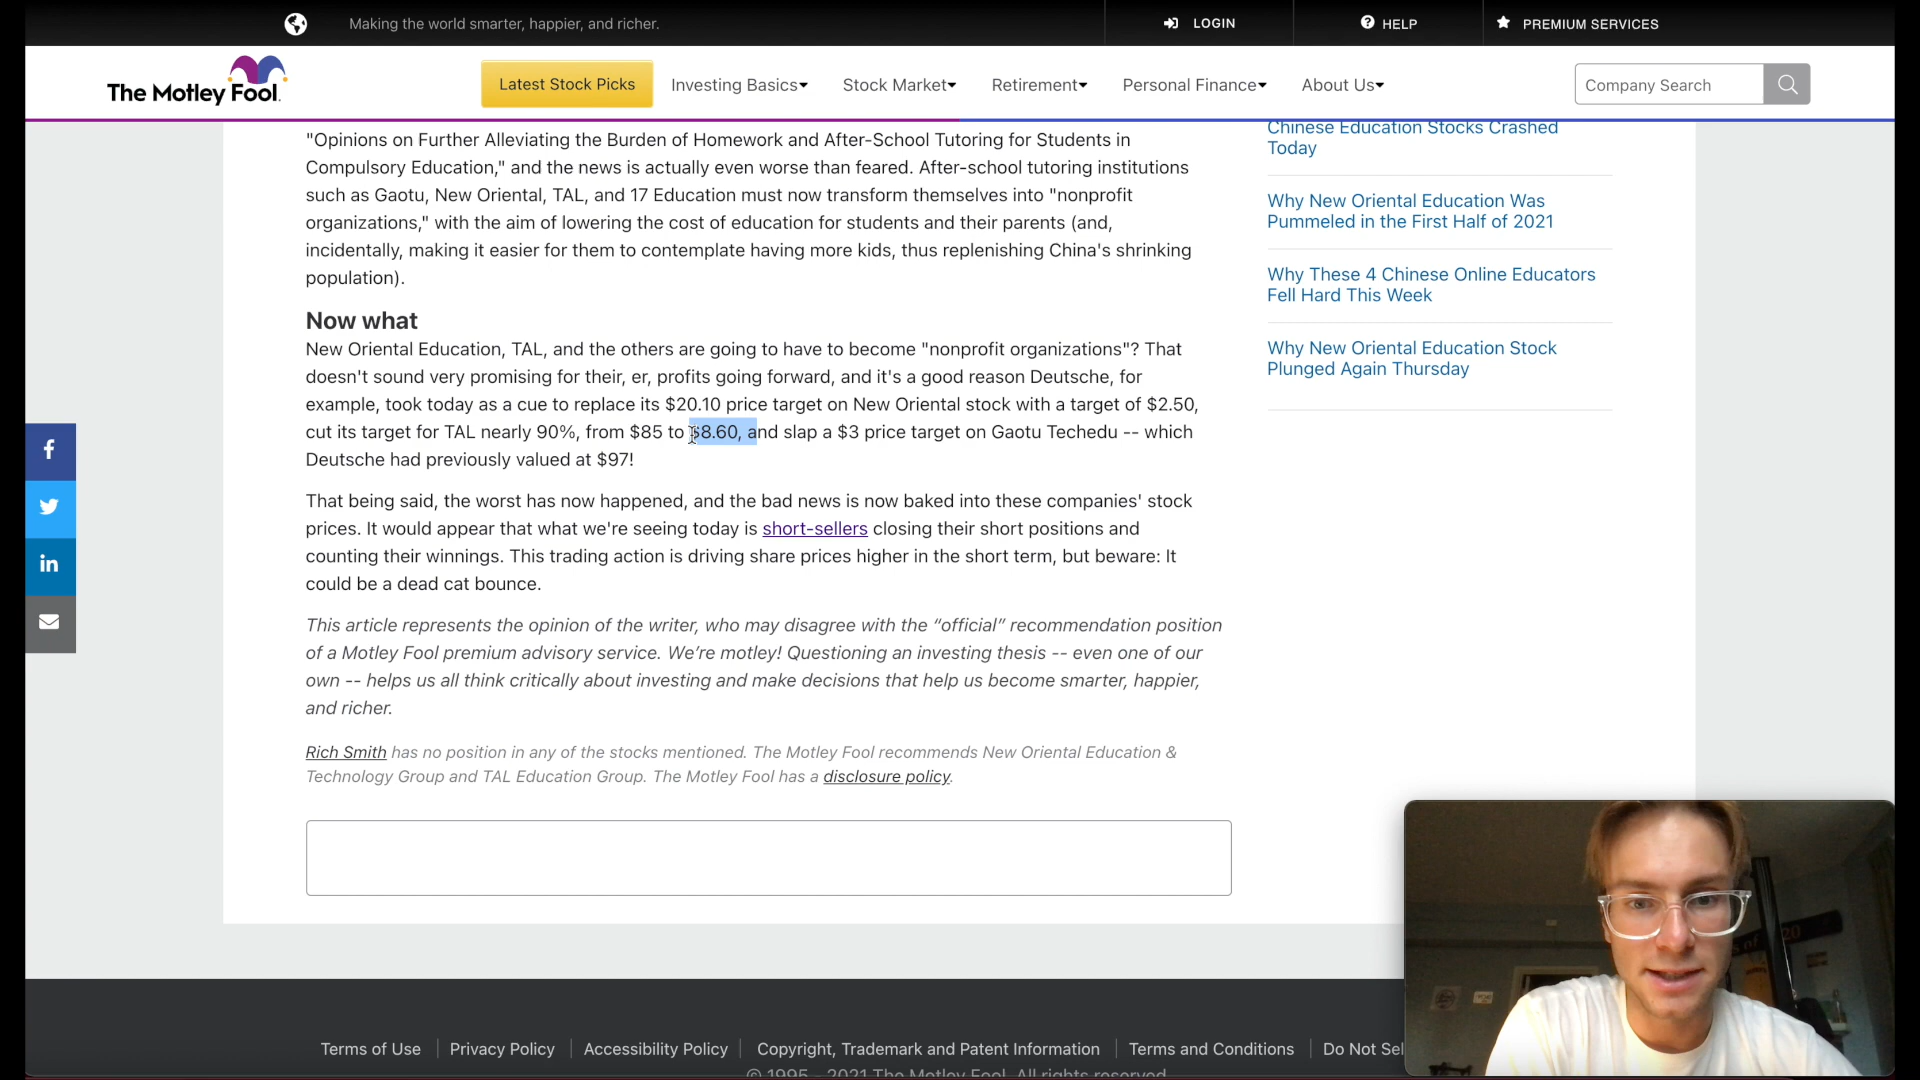 Making the world smarter, happier, and richer.
LOGIN
HELP
PREMIUM SERVICES
The Motley Fool.
Latest Stock Picks
Investing Basics
Stock Market
Retirement
Personal Finance
About Us
Company Search
"Opinions on Further Alleviating the Burden of Homework and After-School Tutoring for Students in
Compulsory Education," and the news is actually even worse than feared. After-school tutoring institutions
such as Gaotu, New Oriental, TAL, and 17 Education must now transform themselves into "nonprofit
organizations," with the aim of lowering the cost of education for students and their parents (and,
incidentally, making it easier for them to contemplate having more kids, thus replenishing China's shrinking
population).
Now what
New Oriental Education, TAL, and the others are going to have to become "nonprofit organizations"? That
doesn't sound very promising for their, er, profits going forward, and it's a good reason Deutsche, for
example, took today as a cue to replace its $20.10 price target on New Oriental stock with a target of $2.50,
cut its target for TAL nearly 90%, from $85 to $8.60, and slap a $3 price target on Gaotu Techedu -- which
Deutsche had previously valued at $97!
That being said, the worst has now happened, and the bad news is now baked into these companies' stock
prices. It would appear that what we're seeing today is short-sellers closing their short positions and
counting their winnings. This trading action is driving share prices higher in the short term, but beware: It
could be a dead cat bounce.
This article represents the opinion of the writer, who may disagree with the “official” recommendation position
of a Motley Fool premium advisory service. We’re motley! Questioning an investing thesis -- even one of our
own -- helps us all think critically about investing and make decisions that help us become smarter, happier,
and richer.
Rich Smith has no position in any of the stocks mentioned. The Motley Fool recommends New Oriental Education &
Technology Group and TAL Education Group. The Motley Fool has a disclosure policy.
Chinese Education Stocks Crashed
Today
Why New Oriental Education Was
Pummeled in the First Half of 2021
Why These 4 Chinese Online Educators
Fell Hard This Week
Why New Oriental Education Stock
Plunged Again Thursday
f
in
Terms of Use
Privacy Policy
Accessibility Policy
Copyright, Trademark and Patent Information
Terms and Conditions
Do Not Sel
© 1995 - 2021 The Motley Fool. All rights reserved.